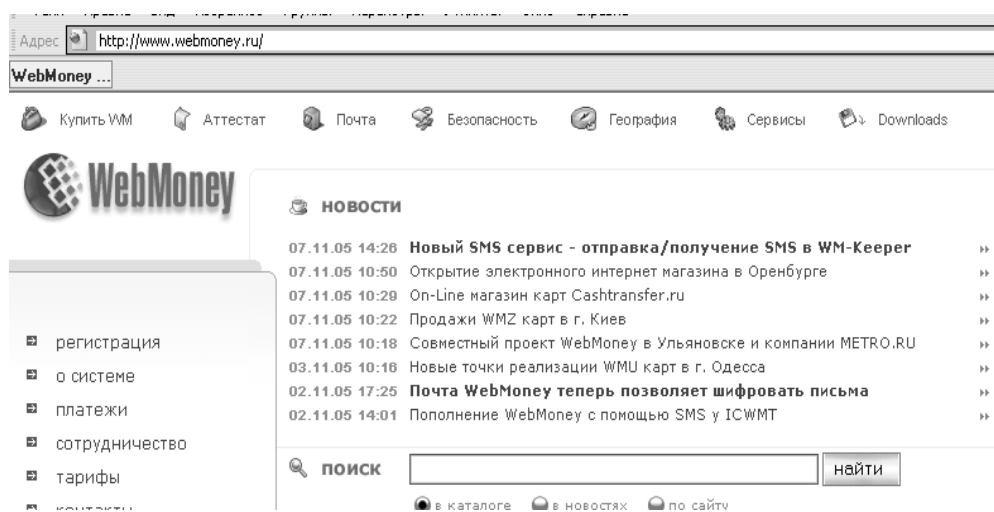 Адрес http://www.webmoney.ru/
WebMoney ...
Купить WM Аттестат Почта Безопасность География Сервисы Downloads
WebMoney
новости
07.11.05 14:26 Новый SMS сервис - отправка/получение SMS в WM-Keeper
07.11.05 10:50 Открытие электронного интернет магазина в Оренбурге
07.11.05 10:29 On-Line магазин карт Cashtransfer.ru
07.11.05 10:22 Продажи WMZ карт в г. Киев
07.11.05 10:18 Совместный проект WebMoney в Ульяновске и компании METRO.RU
03.11.05 10:16 Новые точки реализации WMU карт в г. Одесса
02.11.05 17:25 Почта WebMoney теперь позволяет шифровать письма
02.11.05 14:01 Пополнение WebMoney с помощью SMS у ICWMT
регистрация
о системе
платежи
сотрудничество
тарифы
контакты
поиск найти
в каталоге в новостях по сайту